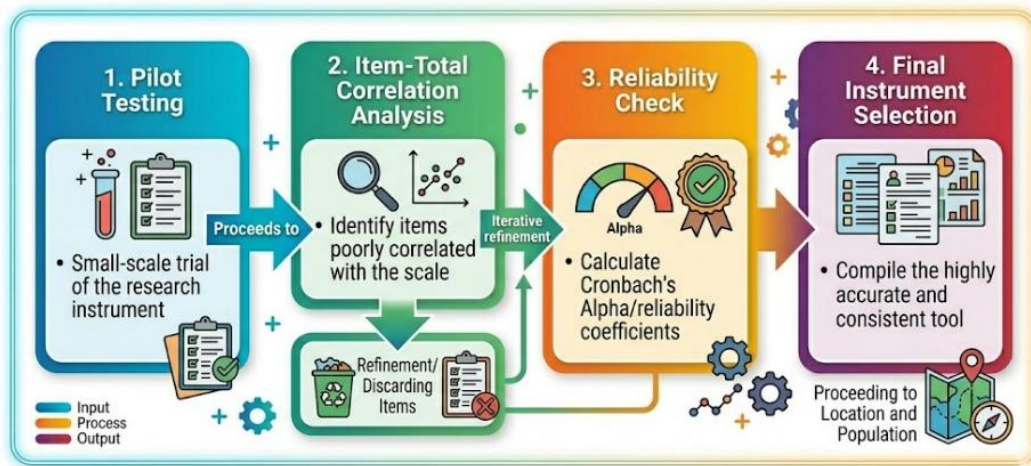 1. Pilot
Testing
• Small-scale trial
of the research
instrument
Proceeds to
2. Item-Total
Correlation
Analysis
• Identify items
poorly correlated
with the scale
Iterative
refinement
Refinement/
Discarding
Items
3. Reliability
Check
Alpha
• Calculate
Cronbach's
Alpha/reliability
coefficients
4. Final
Instrument
Selection
• Compile the highly
accurate and
consistent tool
Proceeding to
Location and
Population
Input
Process
Output